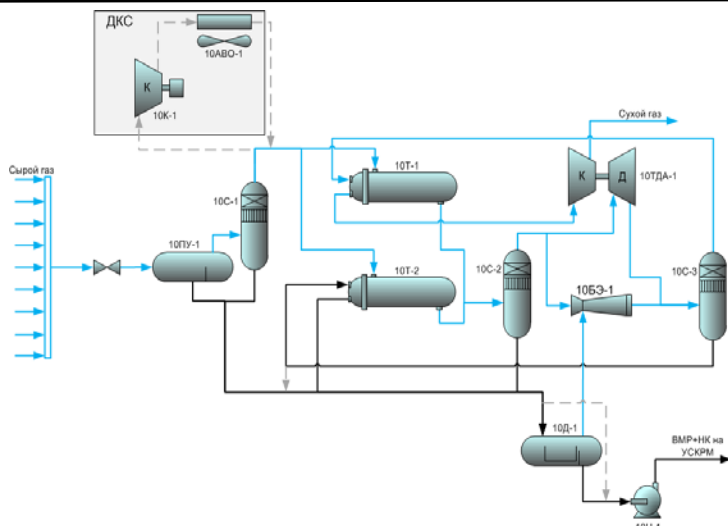 ДКС
10АВО-1
К
10К-1
Сухой газ
Сырой газ
10Т-1
К
Д
10ТДА-1
10С-1
10ПУ-1
10Т-2
10С-2
10БЭ-1
10С-3
10Д-1
ВМР+НК на
УСКРМ